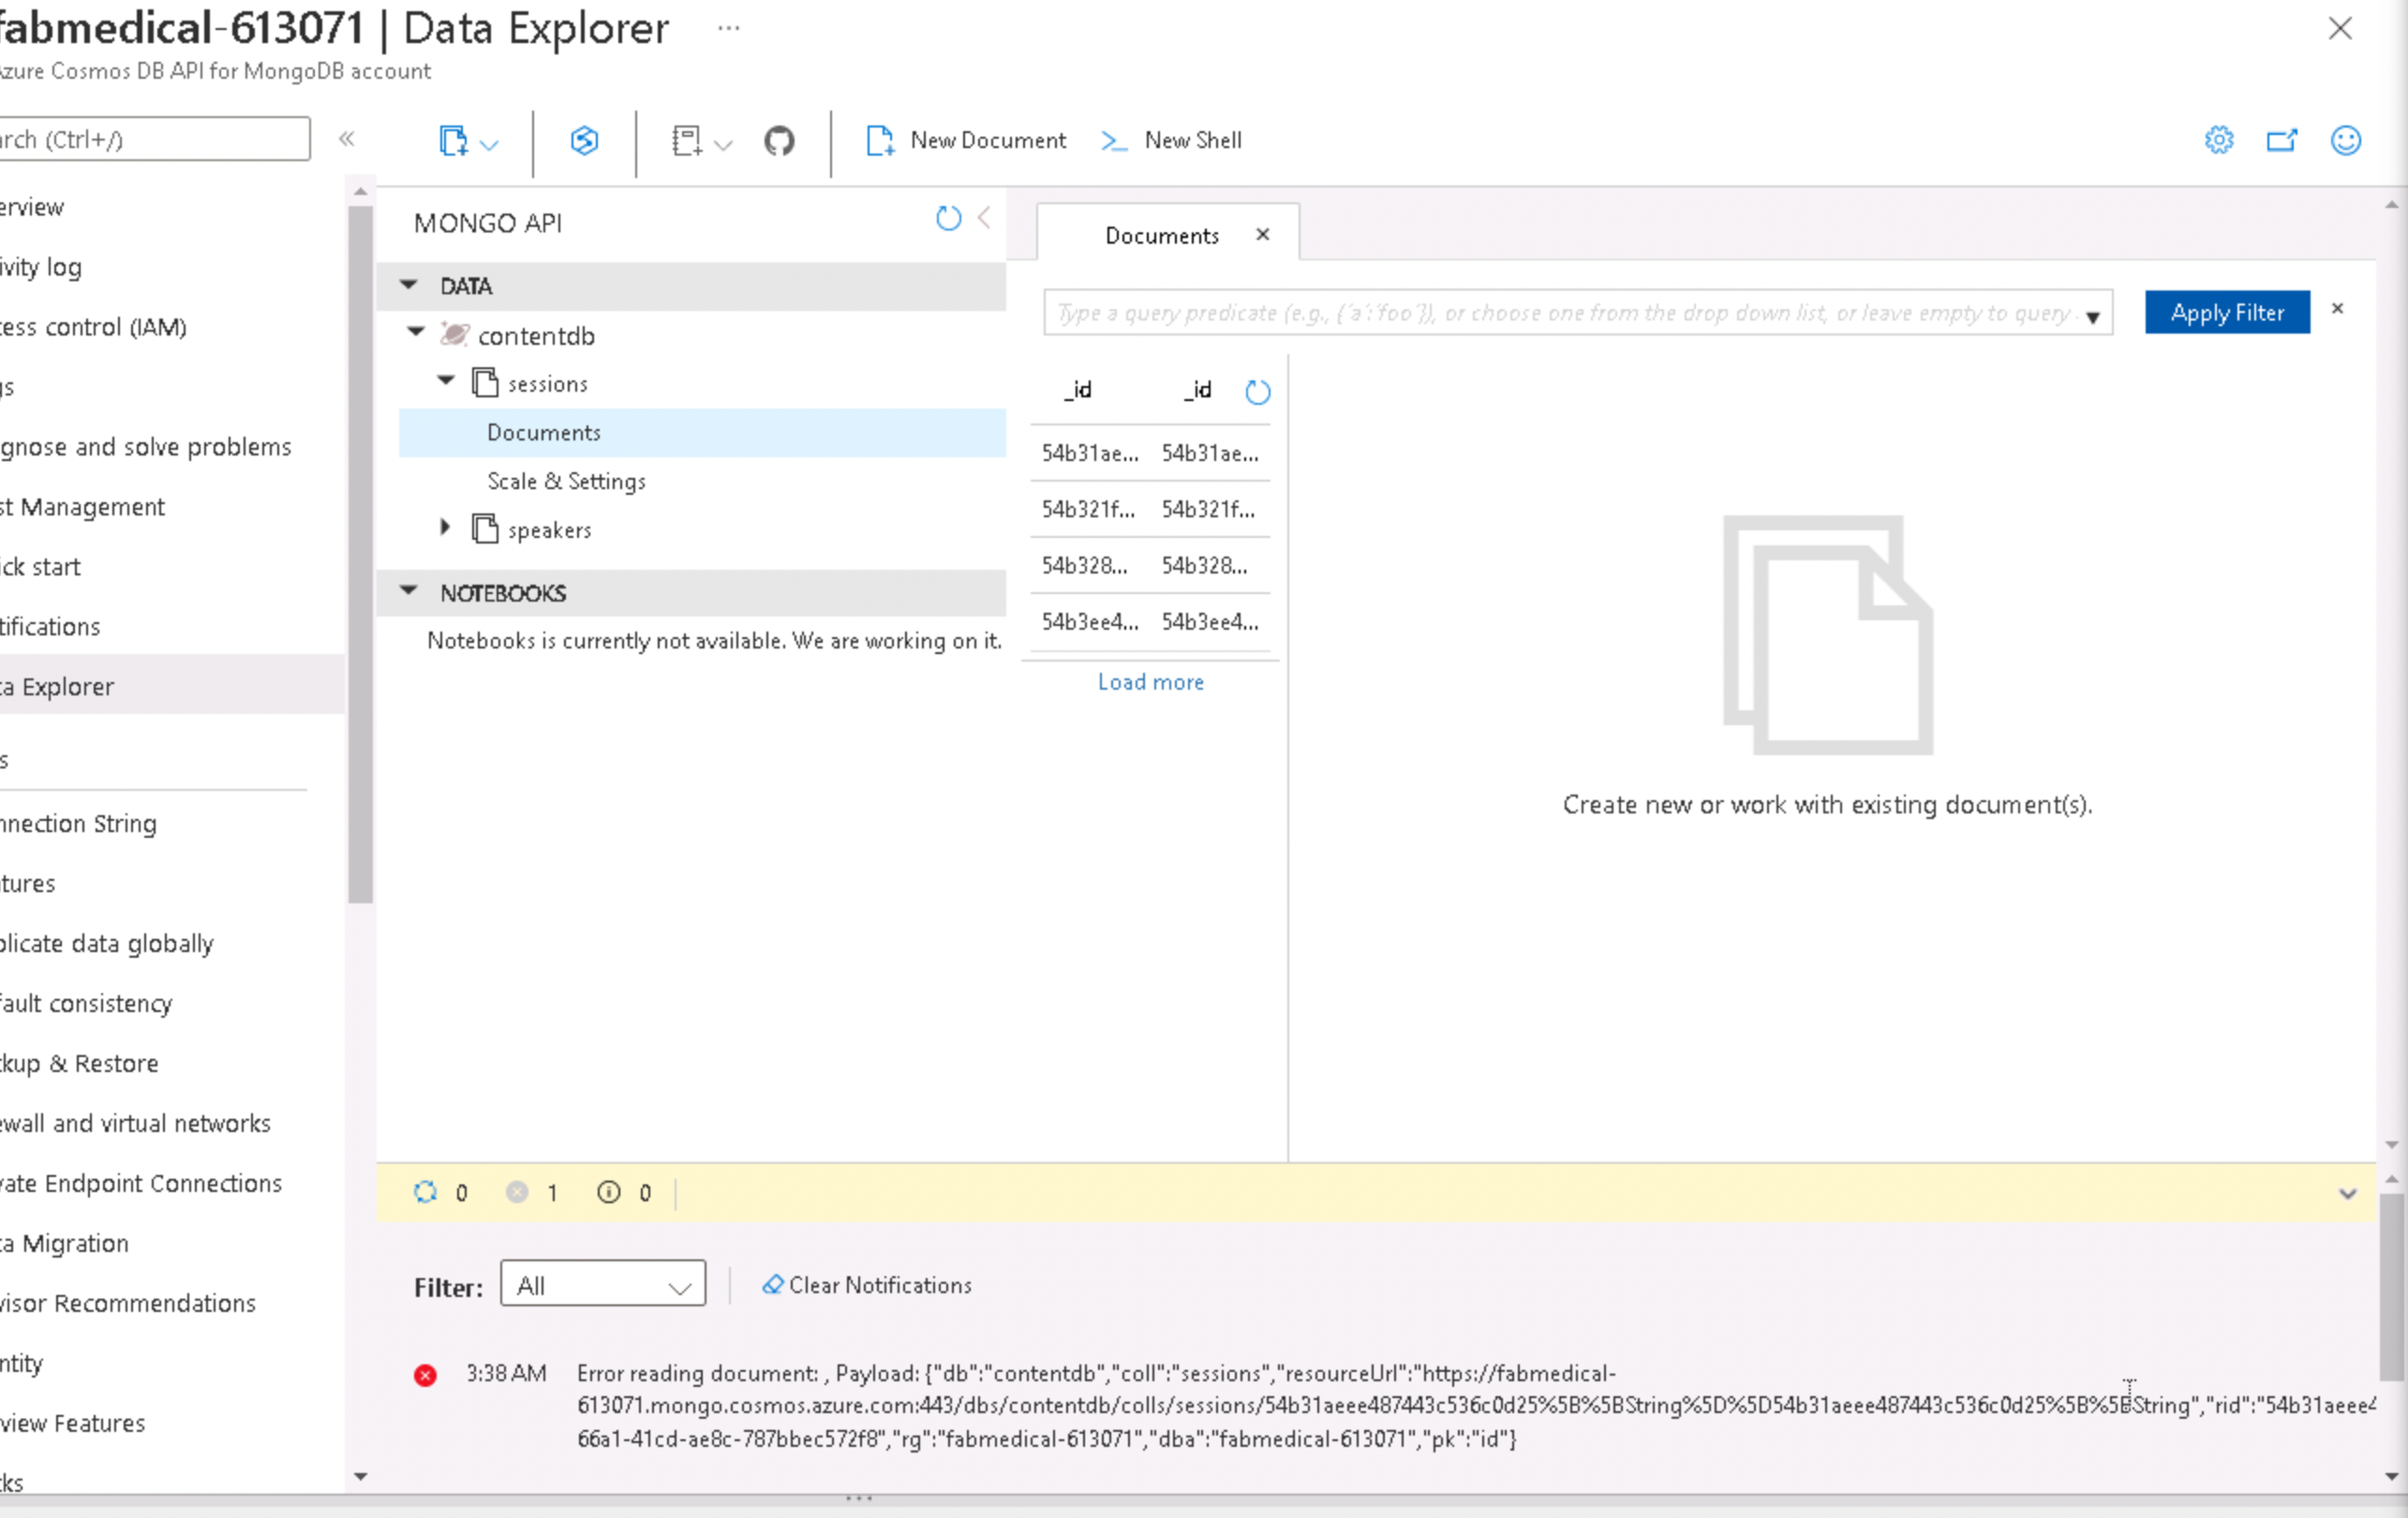 fabmedical-613071 | Data Explorer ...
Azure Cosmos DB API for MongoDB account
arch (Ctrl+/)
«
New Document
New Shell
erview
ivity log
cess control (IAM)
gs
gnose and solve problems
st Management
ick start
tifications
ta Explorer
s
nnection String
tures
plicate data globally
fault consistency
ckup & Restore
ewall and virtual networks
vate Endpoint Connections
ta Migration
visor Recommendations
ntity
view Features
ks
MONGO API
DATA
contentdb
sessions
Documents
Scale & Settings
speakers
NOTEBOOKS
Notebooks is currently not available. We are working on it.
Documents
Type a query predicate (e.g., {´a´:´foo´}), or choose one from the drop down list, or leave empty to query
Apply Filter
_id _id
54b31ae... 54b31ae...
54b321f... 54b321f...
54b328... 54b328...
54b3ee4... 54b3ee4...
Load more
Create new or work with existing document(s).
0 1 0
Filter: All Clear Notifications
3:38 AM Error reading document: , Payload: {"db":"contentdb","coll":"sessions","resourceUrl":"https://fabmedical-
613071.mongo.cosmos.azure.com:443/dbs/contentdb/colls/sessions/54b31aeee487443c536c0d25%5B%5BString%5D%5D54b31aeee487443c536c0d25%5B%5BString","rid":"54b31aeee4
66a1-41cd-ae8c-787bbec572f8","rg":"fabmedical-613071","dba":"fabmedical-613071","pk":"id"}